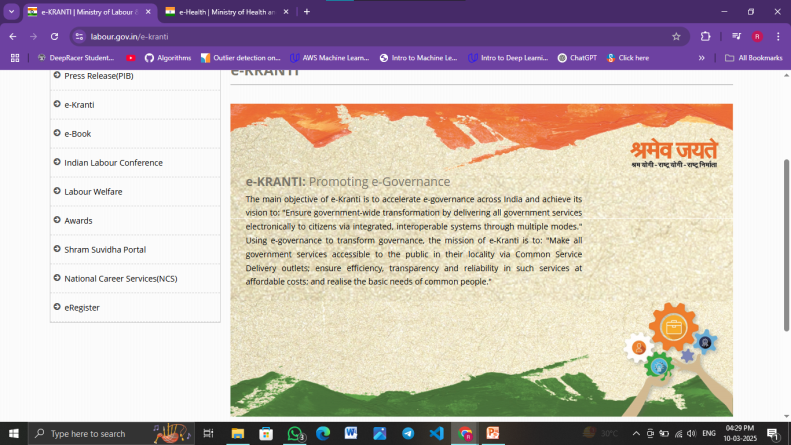 e-KRANTI | Ministry of Labour &
e-Health | Ministry of Health an
labour.gov.in/e-kranti
R
DeepRacer Student...
Algorithms
Outlier detection on...
AWS Machine Learn...
Intro to Machine Le...
Intro to Deep Learni...
ChatGPT
Click here
All Bookmarks
Press Release(PIB)
e-Kranti
e-Book
Indian Labour Conference
Labour Welfare
Awards
Shram Suvidha Portal
National Career Services(NCS)
eRegister
e-KRANTI
श्रमेव जयते
श्रम योगी - राष्ट्र योगी - राष्ट्र निर्माता
e-KRANTI: Promoting e-Governance
The main objective of e-Kranti is to accelerate e-governance across India and achieve its
vision to: "Ensure government-wide transformation by delivering all government services
electronically to citizens via integrated, interoperable systems through multiple modes."
Using e-governance to transform governance, the mission of e-Kranti is to: "Make all
government services accessible to the public in their locality via Common Service
Delivery outlets; ensure efficiency, transparency and reliability in such services at
affordable costs; and realise the basic needs of common people."
Type here to search
3
30°C
ENG
04:29 PM
10-03-2025
1